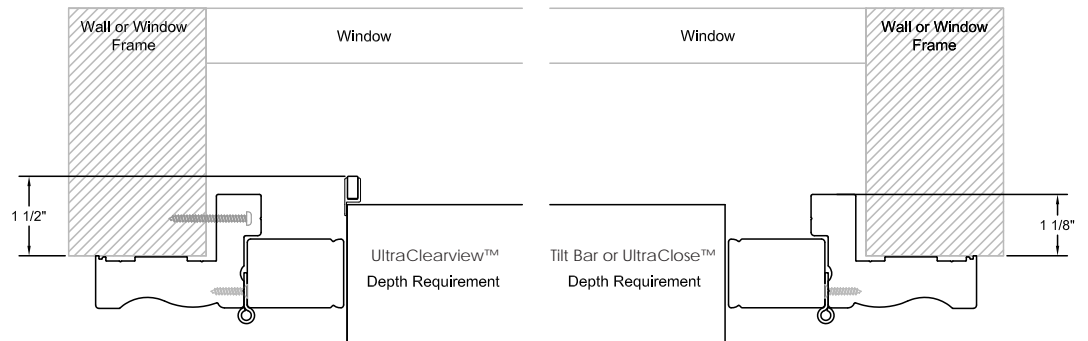 Wall or Window
Frame
Window
Window
Wall or Window
Frame
1 1/2"
1 1/8"
UltraClearview™
Depth Requirement
Tilt Bar or UltraClose™
Depth Requirement